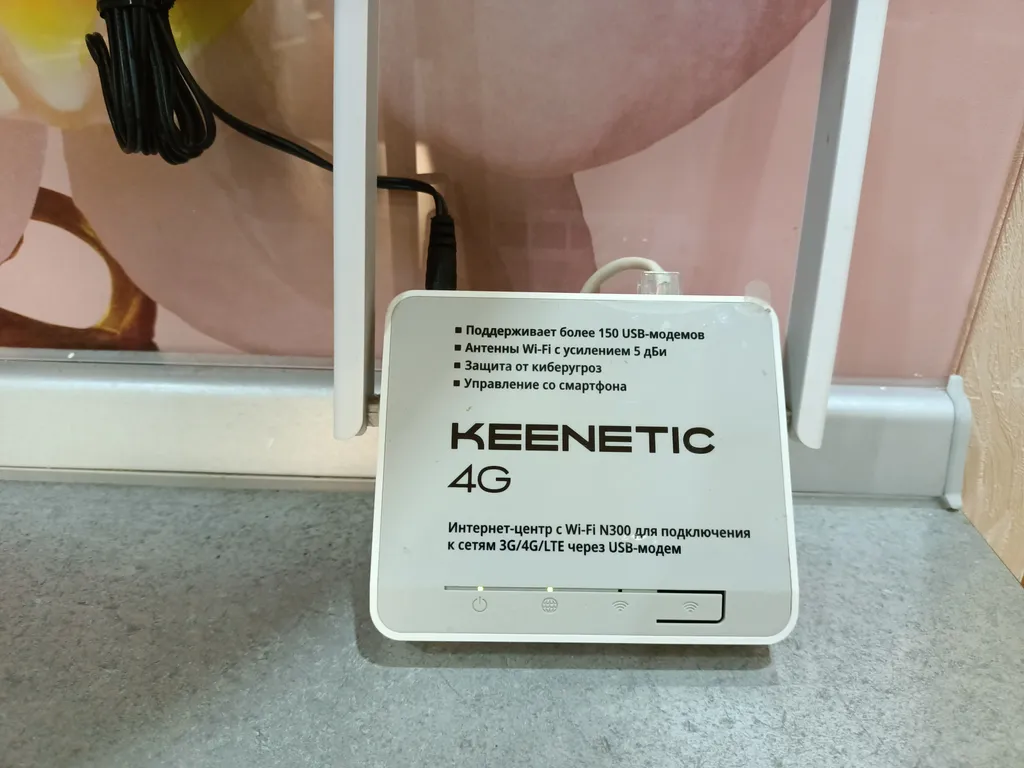 ▪ Поддерживает более 150 USB-модемов
▪ Антенны Wi-Fi с усилением 5 дБи
▪ Защита от киберугроз
▪ Управление со смартфона
KEENETIC
4G
Интернет-центр с Wi-Fi N300 для подключения
к сетям 3G/4G/LTE через USB-модем